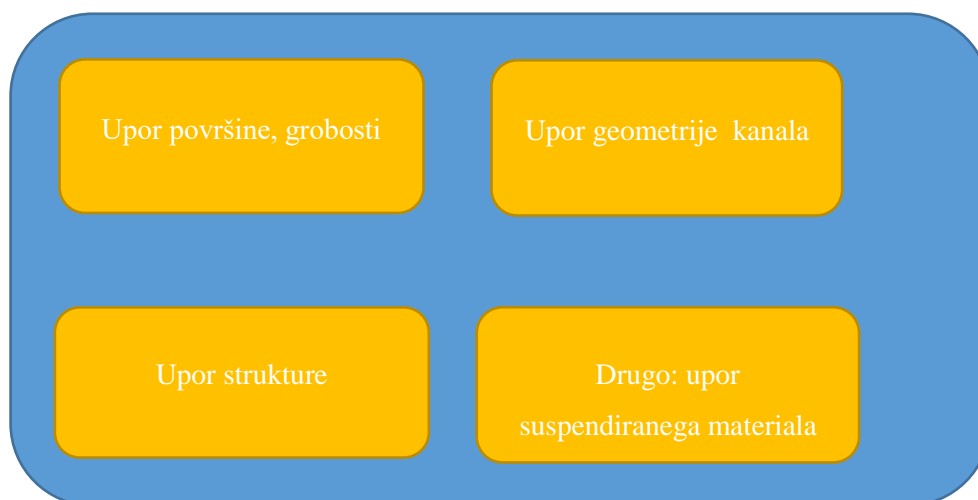 Upor površine, grobosti
Upor geometrije kanala
Upor strukture
Drugo: upor
suspendiranega materiala